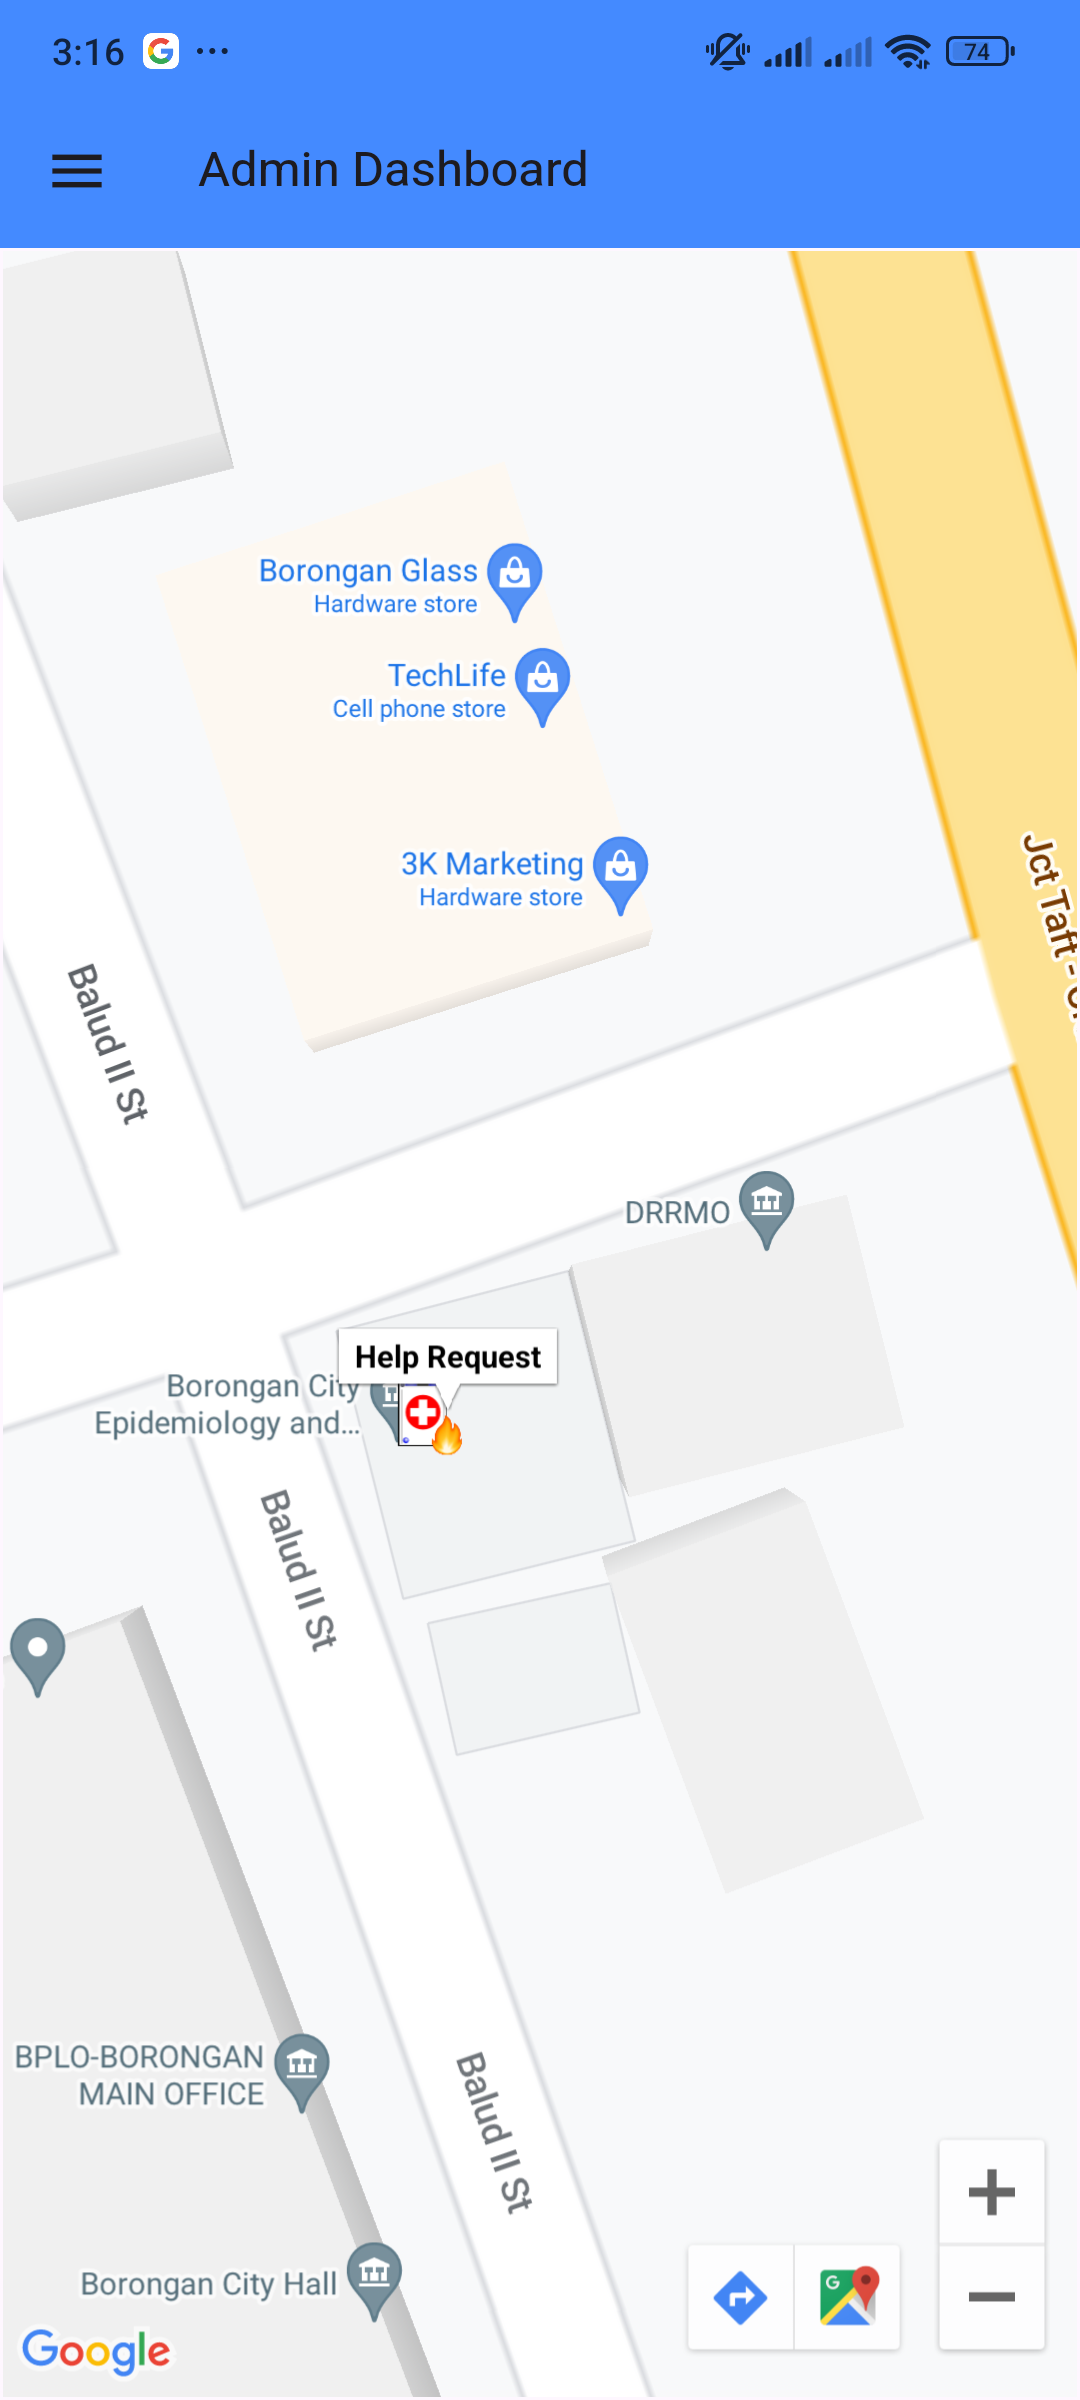 3:16
74
Admin Dashboard
Borongan Glass
Hardware store
TechLife
Cell phone store
3K Marketing
Hardware store
Jct Taft -
Balud II St
DRRMO
Help Request
Borongan City
Epidemiology and...
Balud II St
BPLO-BORONGAN
MAIN OFFICE
Balud II St
Borongan City Hall
Google